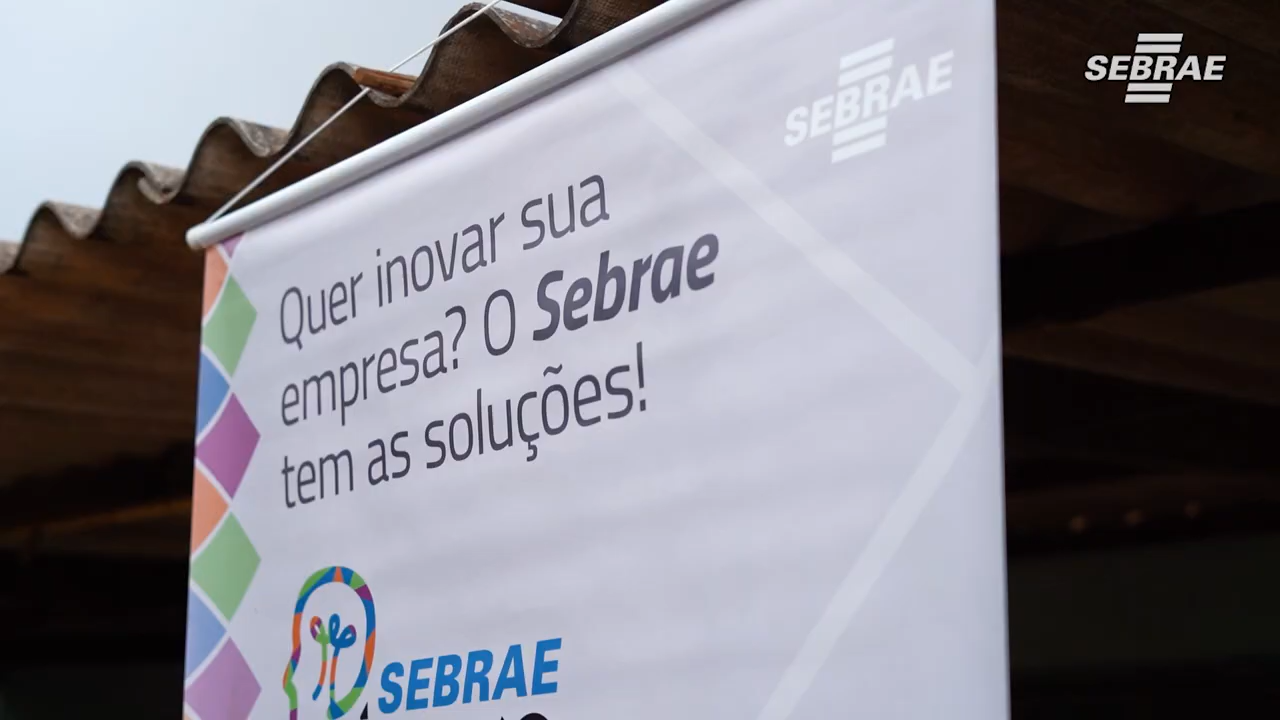 SEBRAE
SEBRAE
Quer inovar sua
empresa? O Sebrae
tem as soluções!
SEBRAE